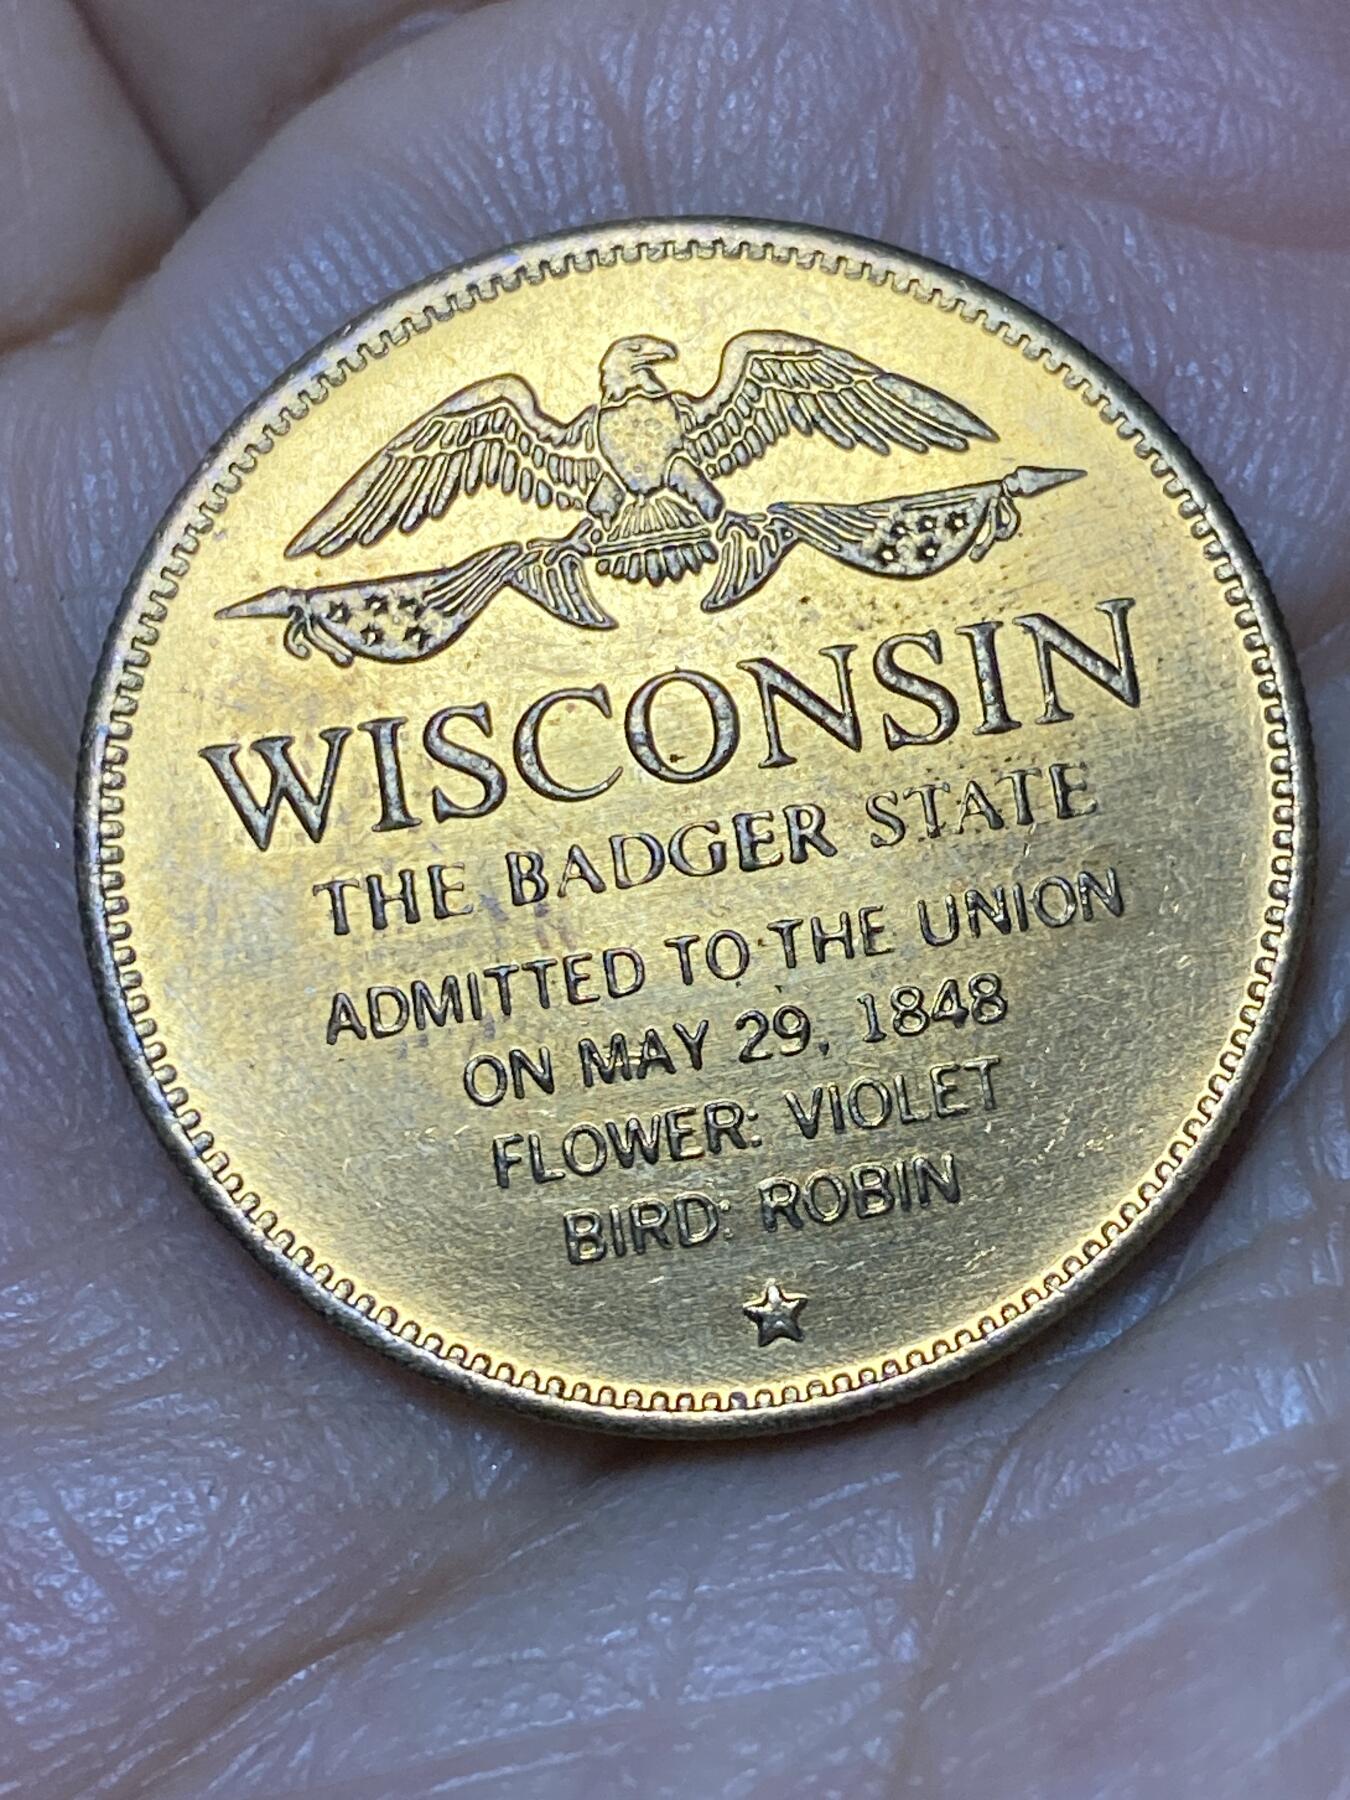 WISCONSIN
THE BADGER STATE
ADMITTED TO THE UNION
ON MAY 29, 1848
FLOWER: VIOLET
BIRD: ROBIN